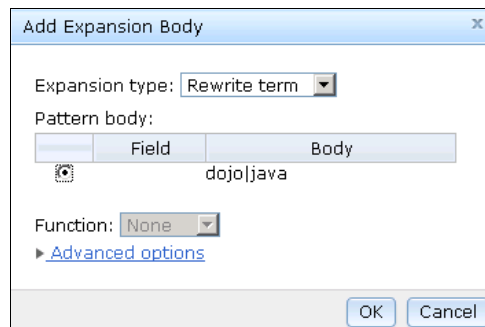 Add Expansion Body x
Expansion type: Rewrite term
Pattern body:
Field Body
dojo|java
Function: None
Advanced options
OK Cancel